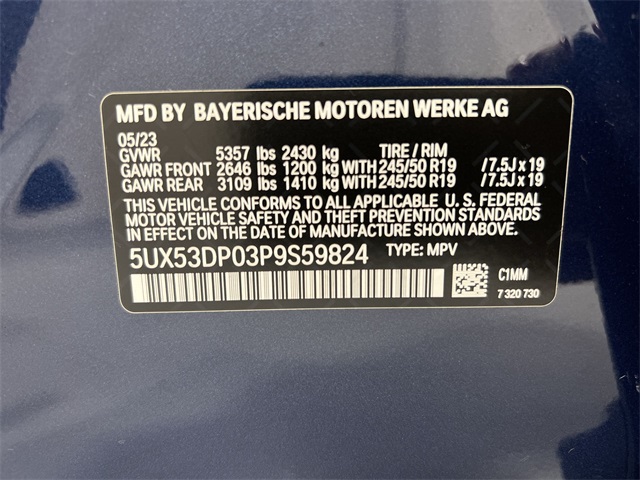 MFD BY BAYERISCHE MOTOREN WERKE AG
05/23
GVWR 5357 lbs 2430 kg TIRE / RIM
GAWR FRONT 2646 lbs 1200 kg WITH 245/50 R19 /7.5J x 19
GAWR REAR 3109 lbs 1410 kg WITH 245/50 R19 /7.5J x 19
THIS VEHICLE CONFORMS TO ALL APPLICABLE U. S. FEDERAL
MOTOR VEHICLE SAFETY BUMPER AND THEFT PREVENTION
STANDARDS IN EFFECT ON THE DATE OF MANUFACTURE SHOWN ABOVE.
5UX53DP03P9S59824 TYPE: MPV
C1MM
7 320 730